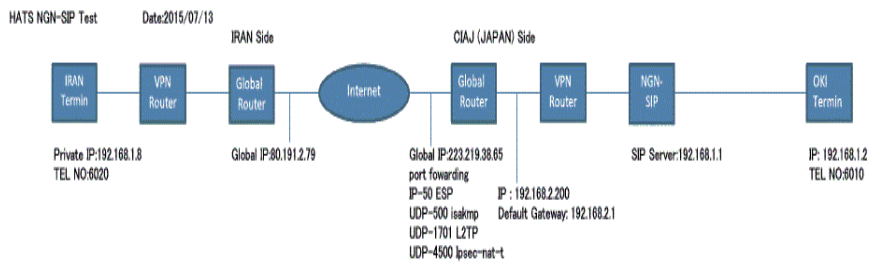 HATS NGN-SIP Test Date:2015/07/13
IRAN Side
CIAJ (JAPAN) Side
IRAN
Termin
VPN
Router
Global
Router
Internet
Global
Router
VPN
Router
NGN-
SIP
OKI
Termin
Private IP:192.168.1.8
TEL NO:6020
Global IP:80.191.2.79
Global IP:223.219.38.65
port fowarding
IP-50 ESP
UDP-500 isakmp
UDP-1701 L2TP
UDP-4500 Ipsec-nat-t
IP : 192.168.2.200
Default Gateway: 192.168.2.1
SIP Server:192.168.1.1
IP: 192.168.1.2
TEL NO:6010